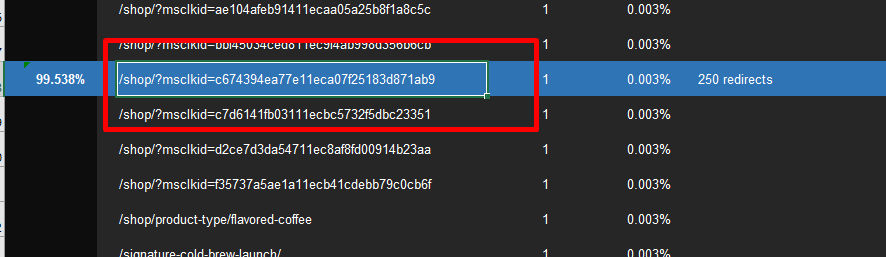 /shop/?msclkid=ae104afeb91411ecaa05a25b8f1a8c5c 1 0.003%
/shop/?msclkid=bbf45034ced811ec9f4ab998d356b6cb 1 0.003%
99.538% /shop/?msclkid=c674394ea77e11eca07f25183d871ab9 1 0.003% 250 redirects
/shop/?msclkid=c7d6141fb03111ecbc5732f5dbc23351 1 0.003%
/shop/?msclkid=d2ce7d3da54711ec8af8fd00914b23aa 1 0.003%
/shop/?msclkid=f35737a5ae1a11ecb41cdebb79c0cb6f 1 0.003%
/shop/product-type/flavored-coffee 1 0.003%
/signature-cold-brew-launch/ 1 0.003%